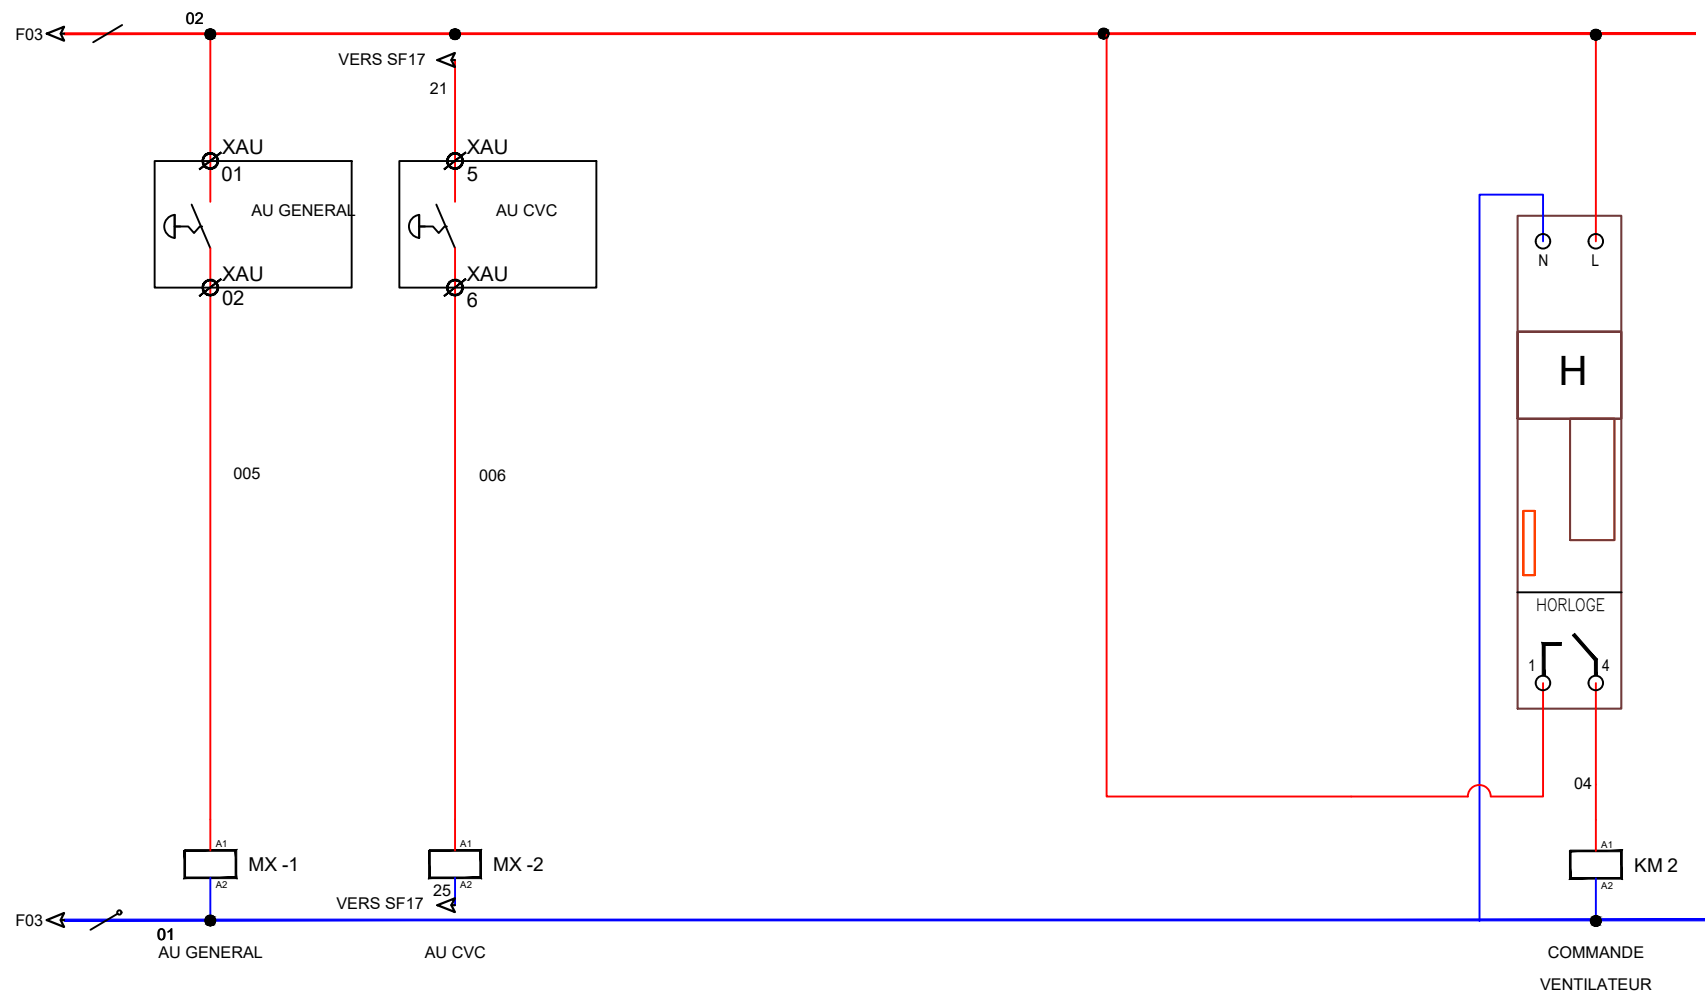 02
F03
VERS SF17
21
XAU
01
AU GENERAL
XAU
02
XAU
5
AU CVC
XAU
6
N
L
H
005
006
HORLOGE
1
4
04
A1
MX -1
A2
A1
MX -2
A2
25
VERS SF17
A1
KM 2
A2
F03
01
AU GENERAL
AU CVC
COMMANDE
VENTILATEUR